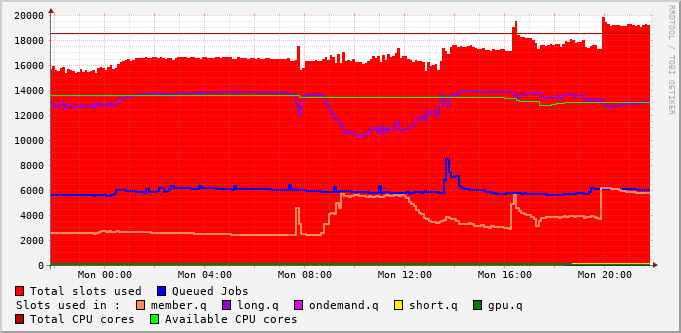 20000
18000
16000
14000
12000
10000
8000
6000
4000
2000
0
Mon 00:00 Mon 04:00 Mon 08:00 Mon 12:00 Mon 16:00 Mon 20:00
RRDTOOL / TOBI OETIKER
Total slots used Queued Jobs
Slots used in : member.q long.q ondemand.q short.q gpu.q
Total CPU cores Available CPU cores